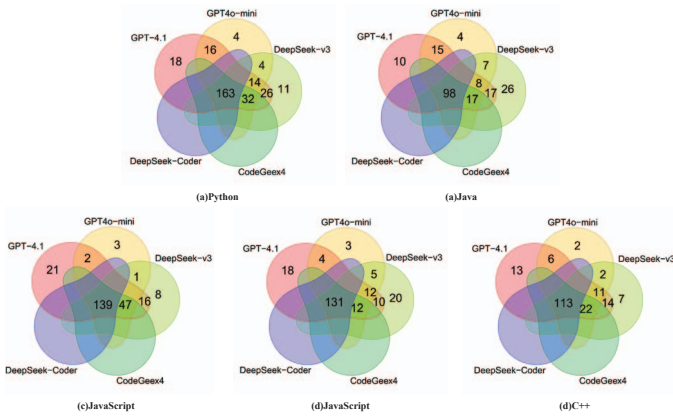 GPT4o-mini
GPT-4.1
DeepSeek-v3
4
16
18
4
14
26
11
163
32
DeepSeek-Coder
CodeGeex4
(a)Python
GPT4o-mini
GPT-4.1
DeepSeek-v3
4
15
10
7
8
17
26
98
17
DeepSeek-Coder
CodeGeex4
(a)Java
GPT4o-mini
GPT-4.1
DeepSeek-v3
3
2
21
1
8
16
139
47
DeepSeek-Coder
CodeGeex4
(c)JavaScript
GPT4o-mini
GPT-4.1
DeepSeek-v3
3
4
18
5
12
20
10
131
12
DeepSeek-Coder
CodeGeex4
(d)JavaScript
GPT4o-mini
GPT-4.1
DeepSeek-v3
2
6
13
2
11
7
14
113
22
DeepSeek-Coder
CodeGeex4
(d)C++